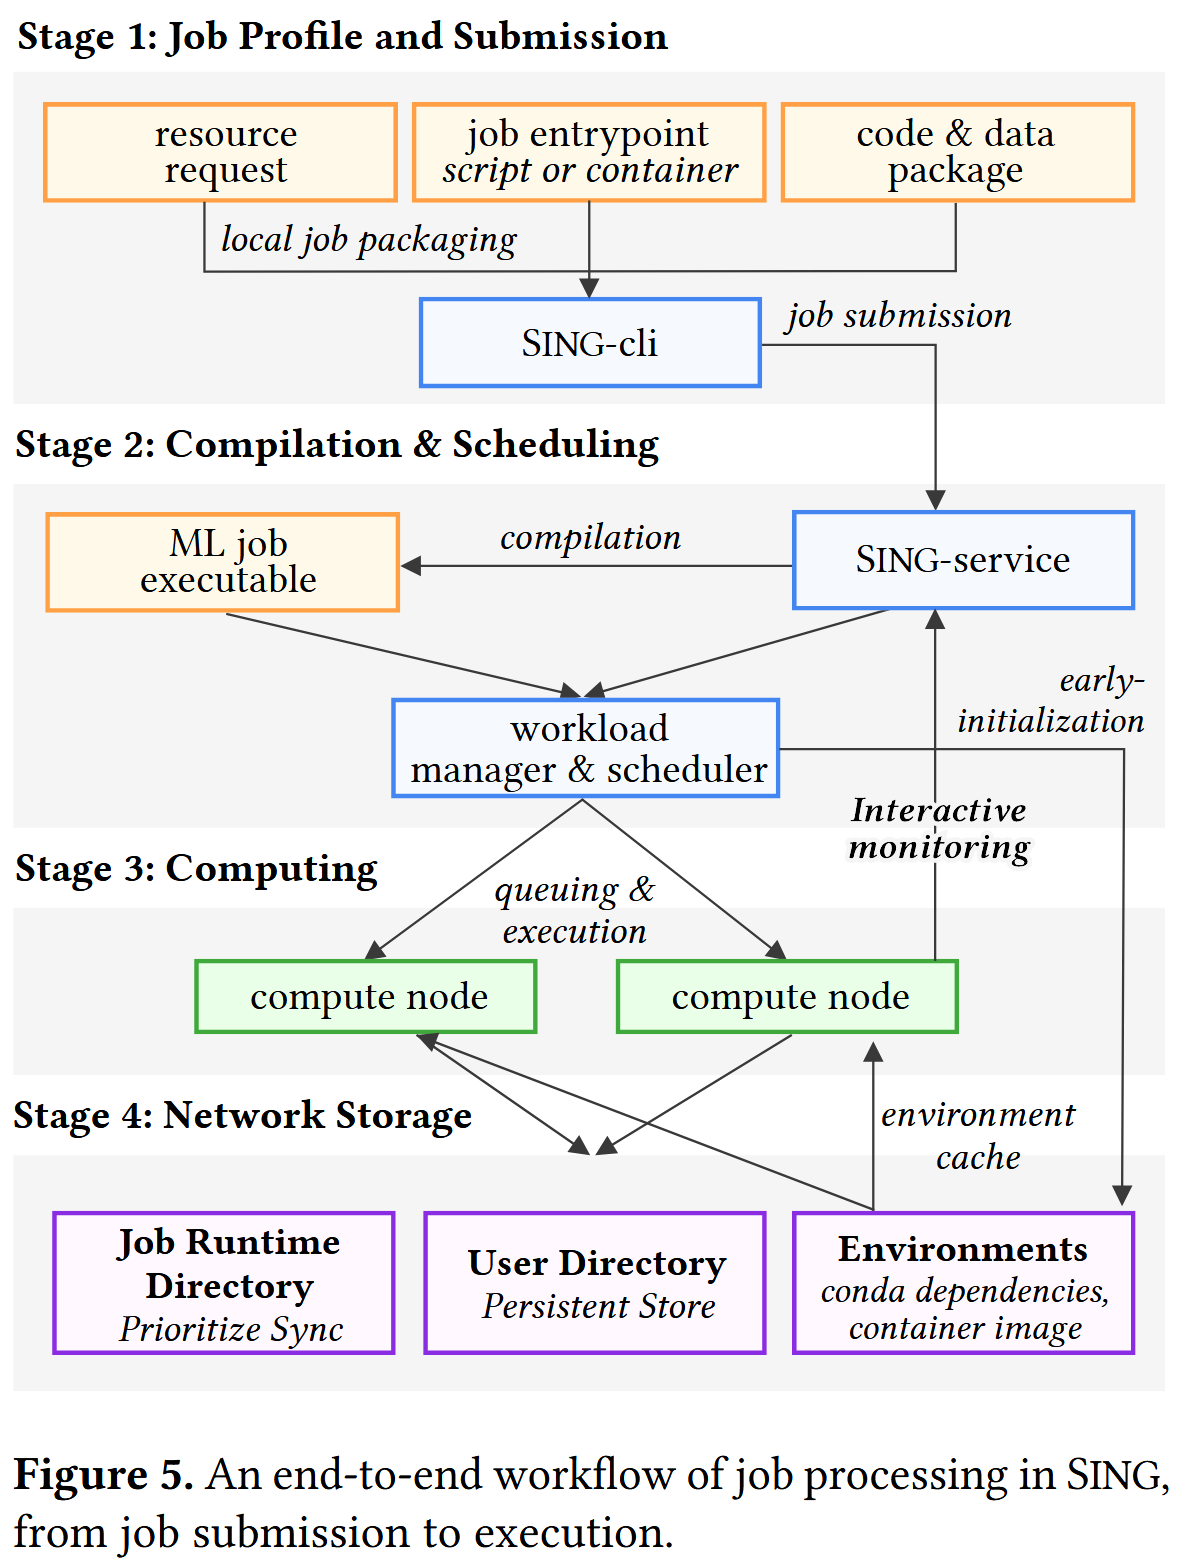 Stage 1: Job Profile and Submission
resource
request
job entrypoint
script or container
code & data
package
local job packaging
SING-cli
job submission
Stage 2: Compilation & Scheduling
ML job
executable
compilation
SING-service
workload
manager & scheduler
early-
initialization
Interactive
monitoring
Stage 3: Computing
queuing &
execution
compute node
compute node
Stage 4: Network Storage
environment
cache
Job Runtime
Directory
Prioritize Sync
User Directory
Persistent Store
Environments
conda dependencies,
container image
Figure 5. An end-to-end workflow of job processing in SING,
from job submission to execution.